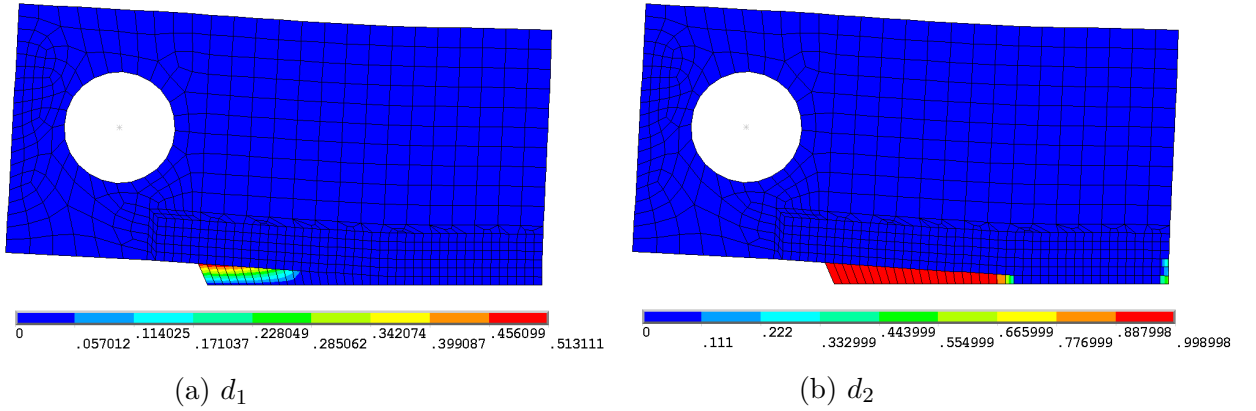 0 .114025 .228049 .342074 .456099
.057012 .171037 .285062 .399087 .513111
(a) d₁
0 .222 .443999 .665999 .887998
.111 .332999 .554999 .776999 .998998
(b) d₂